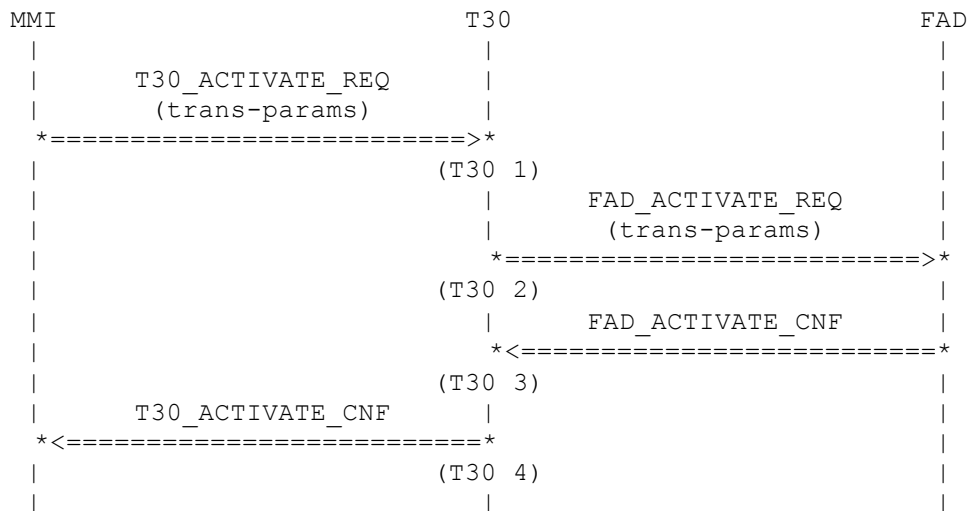 MMI T30 FAD
| | |
| T30_ACTIVATE_REQ | |
| (trans-params) | |
*==========================>* |
| (T30 1) |
| | FAD_ACTIVATE_REQ |
| | (trans-params) |
| *==========================>*
| (T30 2) |
| | FAD_ACTIVATE_CNF |
| *<==========================*
| (T30 3) |
| T30_ACTIVATE_CNF | |
*<==========================* |
| (T30 4) |
| | |